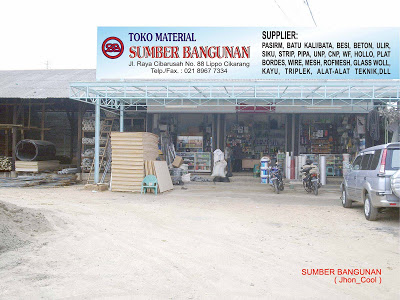 TOKO MATERIAL
SUMBER BANGUNAN
Jl. Raya Cibarusah No. 88 Lippo Cikarang
Telp./Fax. : 021 8967 7334
SUPPLIER:
PASIRM, BATU KALIBATA, BESI, BETON, ULIR,
SIKU, STRIP, PIPA, UNP, CNP, WF, HOLLO, PLAT
BORDES, WIRE, MESH, ROFMESH, GLASS WOLL,
KAYU, TRIPLEK, ALAT-ALAT TEKNIK.DLL
SUMBER BANGUNAN
( Jhon_Cool )